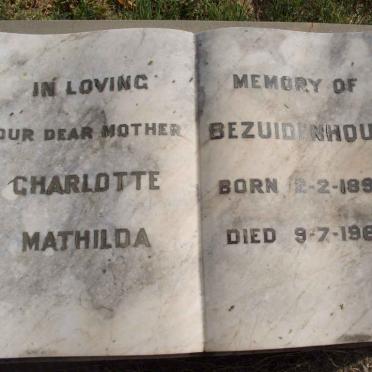 IN LOVING MEMORY OF
OUR DEAR MOTHER
CHARLOTTE
MATHILDA
BEZUIDENHOU
BORN 12-2-189
DIED 9-7-196